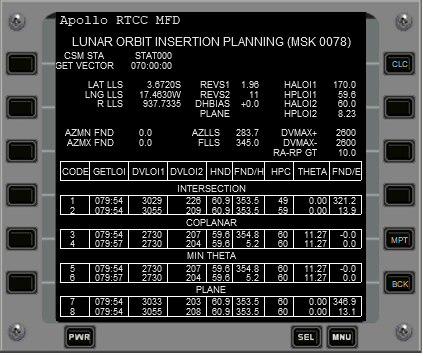 Apollo RTCC MFD
LUNAR ORBIT INSERTION PLANNING (MSK 0078)
CSM STA STAT000
GET VECTOR 070:00:00
CLC
LAT LLS 3.6720S REVS1 1.96 HALOI1 170.0
LNG LLS 17.4630W REVS2 11 HPLOI1 59.6
R LLS 937.7335 DHBIAS +0.0 HALOI2 60.0
PLANE HPLOI2 8.23
AZMN FND 0.0 AZLLS 283.7 DVMAX+ 2600
AZMX FND 0.0 FLLS 345.0 DVMAX- 2600
RA-RP GT 10.0
CODE GETLOI DVLOI1 DVLOI2 HND FND/H HPC THETA FND/E
INTERSECTION
1 079:54 3029 226 60.9 353.5 49 0.00 321.2
2 079:54 3055 209 60.9 353.5 59 0.00 13.9
COPLANAR
3 079:54 2730 207 59.6 354.8 60 11.27 -0.0
4 079:57 2730 204 59.6 5.2 60 11.27 -0.0
MPT
MIN THETA
5 079:54 2730 207 59.6 354.8 60 11.27 -0.0
6 079:57 2730 204 59.6 5.2 60 11.27 -0.0
BCK
PLANE
7 079:54 3033 203 60.9 353.5 60 0.00 346.9
8 079:54 3055 208 60.9 353.5 60 0.00 13.1
PWR SEL MNU